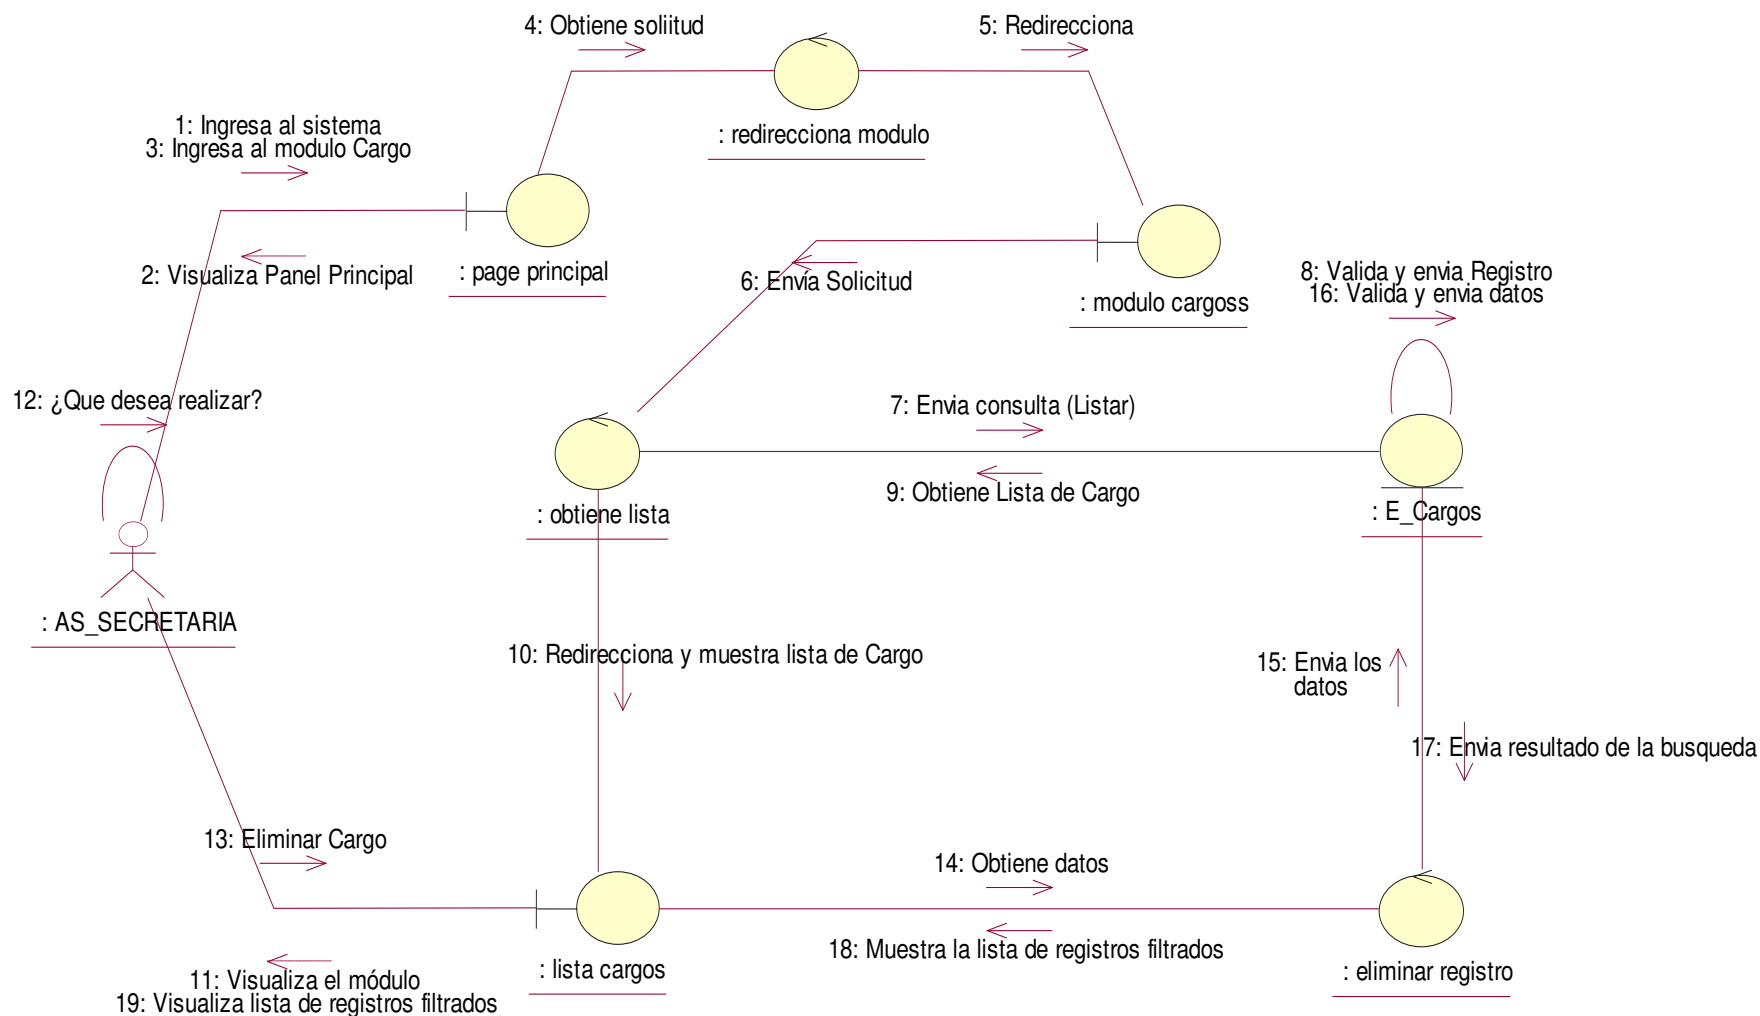 4: Obtiene soliitud
5: Redirecciona
: redirecciona modulo
1: Ingresa al sistema
3: Ingresa al modulo Cargo
2: Visualiza Panel Principal
: page principal
6: Envía Solicitud
: modulo cargoss
8: Valida y envia Registro
16: Valida y envia datos
12: ¿Que desea realizar?
7: Envia consulta (Listar)
9: Obtiene Lista de Cargo
: obtiene lista
: E_Cargos
: AS_SECRETARIA
10: Redirecciona y muestra lista de Cargo
15: Envia los
datos
17: Envia resultado de la busqueda
13: Eliminar Cargo
14: Obtiene datos
18: Muestra la lista de registros filtrados
: lista cargos
: eliminar registro
11: Visualiza el módulo
19: Visualiza lista de registros filtrados